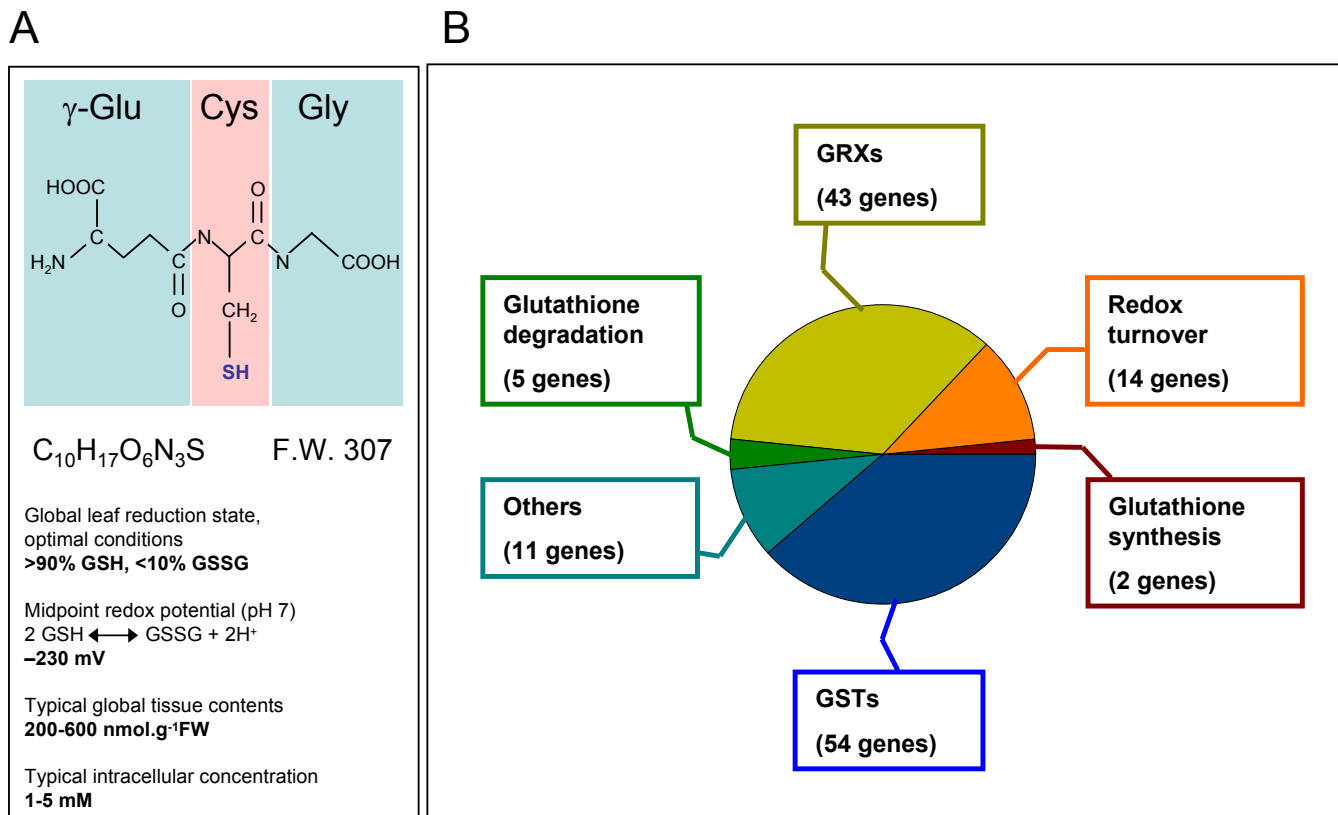 A
B
γ-Glu
Cys
Gly
HOOC
O
C
N
C
H₂N
C
N
COOH
O
CH₂
SH
C₁₀H₁₇O₆N₃S
F.W. 307
Global leaf reduction state,
optimal conditions
>90% GSH, <10% GSSG
Midpoint redox potential (pH 7)
2 GSH ⟷ GSSG + 2H⁺
–230 mV
Typical global tissue contents
200-600 nmol.g⁻¹FW
Typical intracellular concentration
1-5 mM
GRXs
(43 genes)
Glutathione
degradation
(5 genes)
Redox
turnover
(14 genes)
Others
(11 genes)
Glutathione
synthesis
(2 genes)
GSTs
(54 genes)